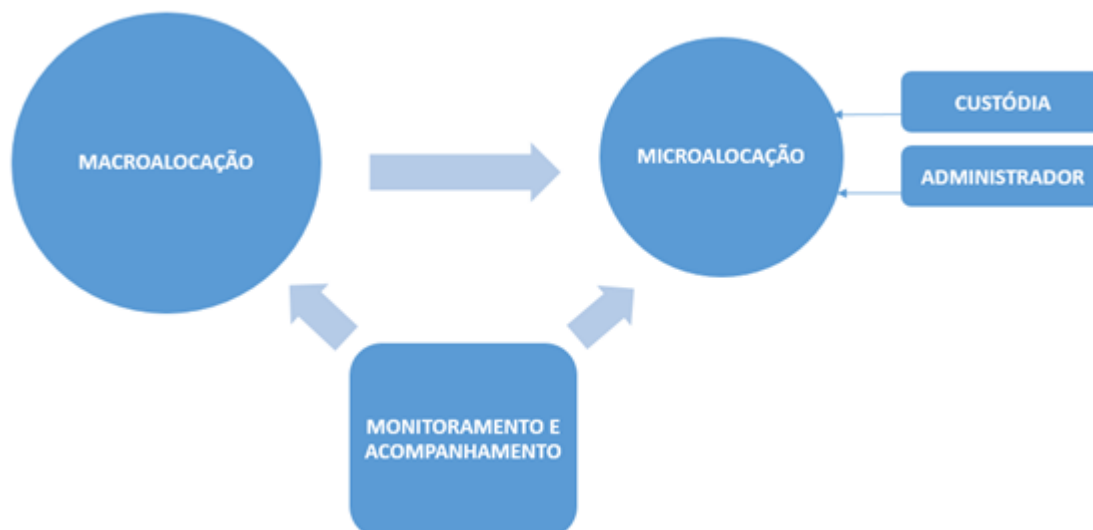 MACROALOCAÇÃO
MICROALOCAÇÃO
CUSTÓDIA
ADMINISTRADOR
MONITORAMENTO E
ACOMPANHAMENTO